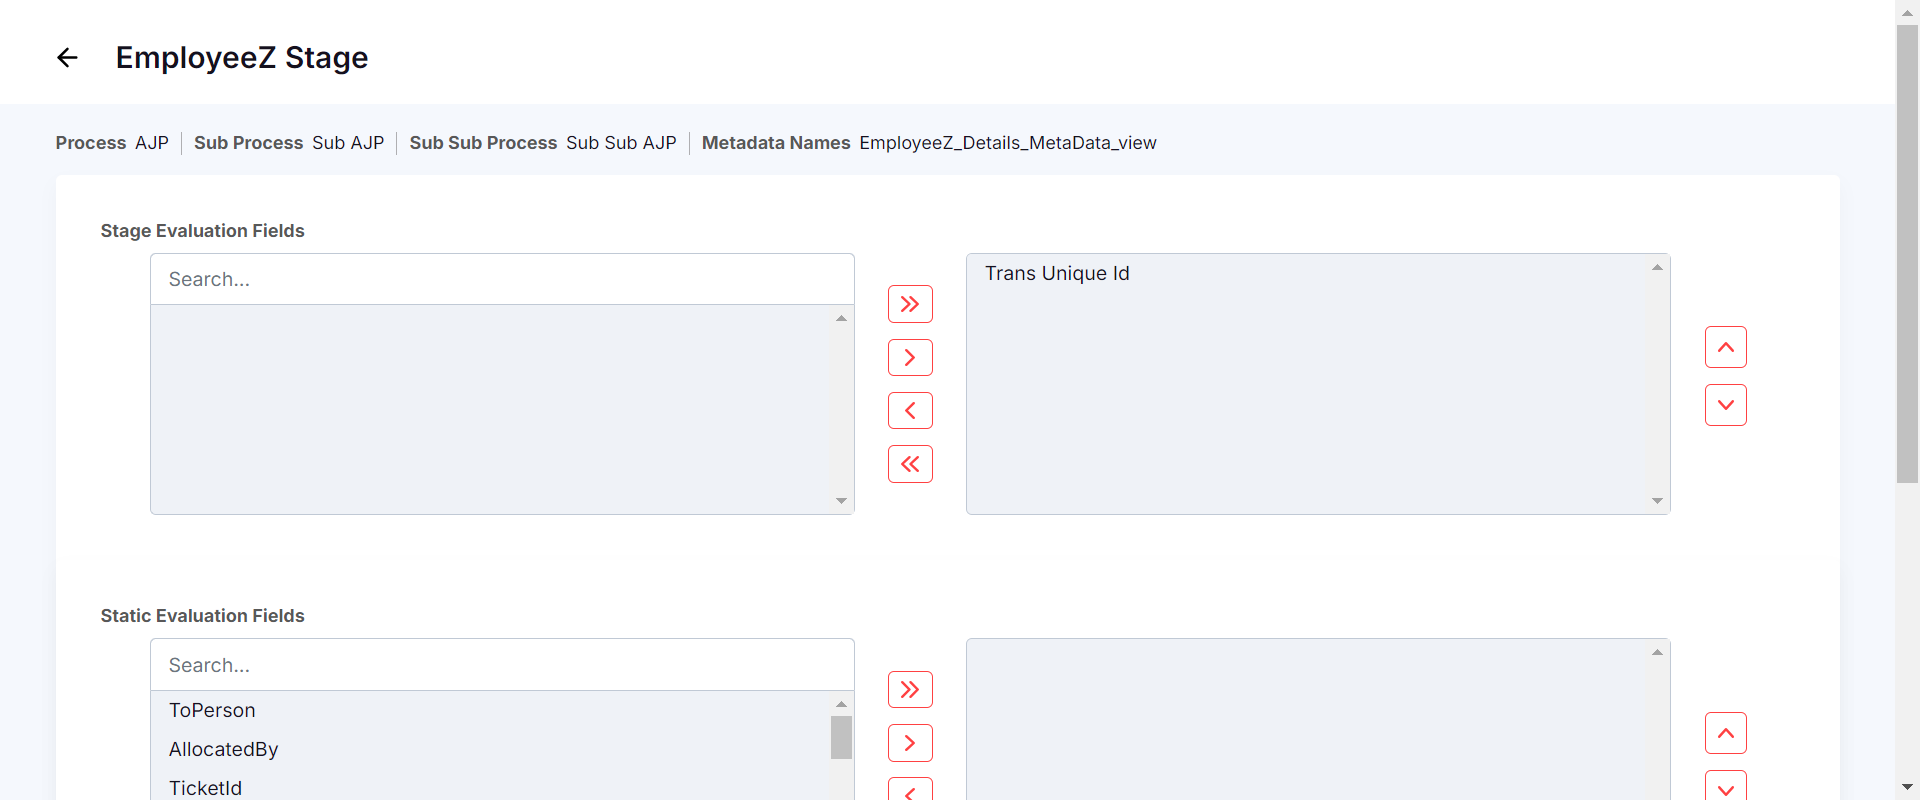 EmployeeZ Stage
Process AJP Sub Process Sub AJP Sub Sub Process Sub Sub AJP Metadata Names EmployeeZ_Details_MetaData_view
Stage Evaluation Fields
Search...
Trans Unique Id
Static Evaluation Fields
Search...
ToPerson
AllocatedBy
TicketId